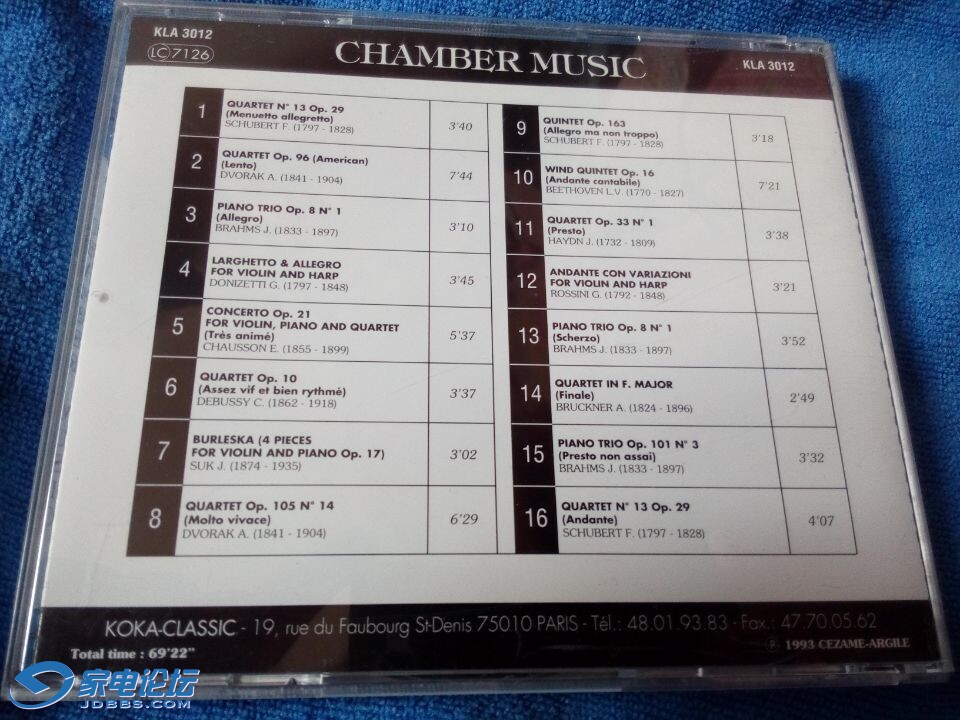 KLA 3012
LC 7126
CHAMBER MUSIC
KLA 3012
1
QUARTET N° 13 Op. 29
(Menuetto allegretto)
SCHUBERT F. (1797 - 1828)
3'40
2
QUARTET Op. 96 (American)
(Lento)
DVORAK A. (1841 - 1904)
7'44
3
PIANO TRIO Op. 8 N° 1
(Allegro)
BRAHMS J. (1833 - 1897)
3'10
4
LARGHETTO & ALLEGRO
FOR VIOLIN AND HARP
DONIZETTI G. (1797 - 1848)
3'45
5
CONCERTO Op. 21
FOR VIOLIN, PIANO AND QUARTET
(Très animé)
CHAUSSON E. (1855 - 1899)
5'37
6
QUARTET Op. 10
(Assez vif et bien rythmé)
DEBUSSY C. (1862 - 1918)
3'37
7
BURLESKA (4 PIECES
FOR VIOLIN AND PIANO Op. 17)
SUK J. (1874 - 1935)
3'02
8
QUARTET Op. 105 N° 14
(Molto vivace)
DVORAK A. (1841 - 1904)
6'29
9
QUINTET Op. 163
(Allegro ma non troppo)
SCHUBERT F. (1797 - 1828)
3'18
10
WIND QUINTET Op. 16
(Andante cantabile)
BEETHOVEN L.V. (1770 - 1827)
7'21
11
QUARTET Op. 33 N° 1
(Presto)
HAYDN J. (1732 - 1809)
3'38
12
ANDANTE CON VARIAZIONI
FOR VIOLIN AND HARP
ROSSINI G. (1792 - 1848)
3'21
13
PIANO TRIO Op. 8 N° 1
(Scherzo)
BRAHMS J. (1833 - 1897)
3'52
14
QUARTET IN F. MAJOR
(Finale)
BRUCKNER A. (1824 - 1896)
2'49
15
PIANO TRIO Op. 101 N° 3
(Presto non assai)
BRAHMS J. (1833 - 1897)
3'32
16
QUARTET N° 13 Op. 29
(Andante)
SCHUBERT F. (1797 - 1828)
4'07
KOKA-CLASSIC - 19, rue du Faubourg St-Denis 75010 PARIS - Tél.: 48.01.93.83 - Fax.: 47.70.05.62
Total time : 69'22"
℗ 1993 CEZAME-ARGILE
家电论坛
JDBBS.COM